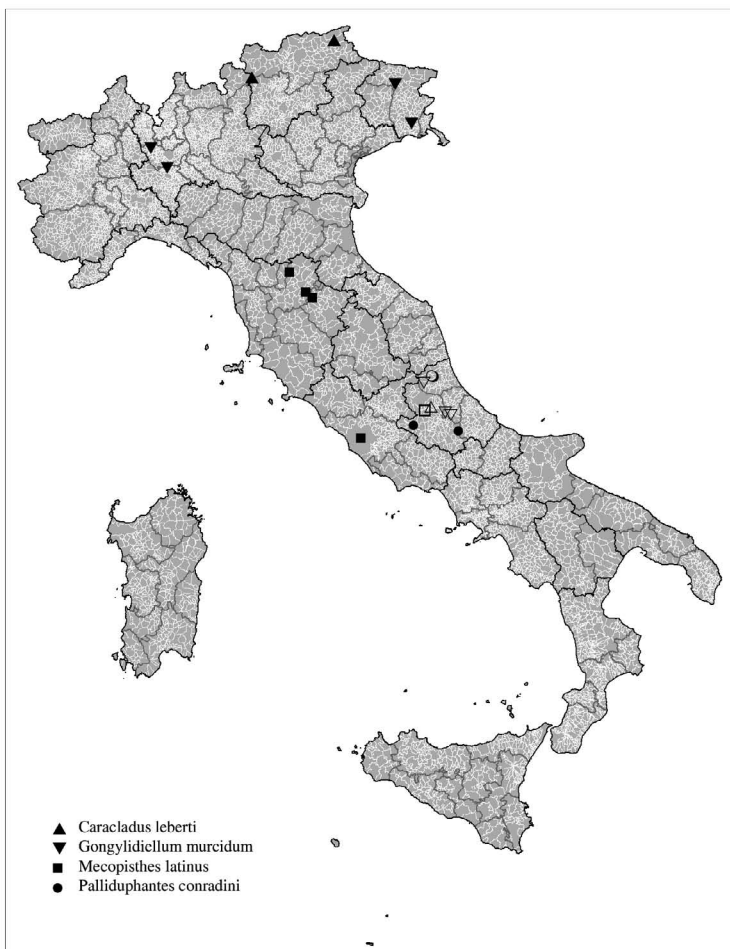 Caracladus leberti
Gongylidiellum murcidum
Mecopisthes latinus
Palliduphantes conradini